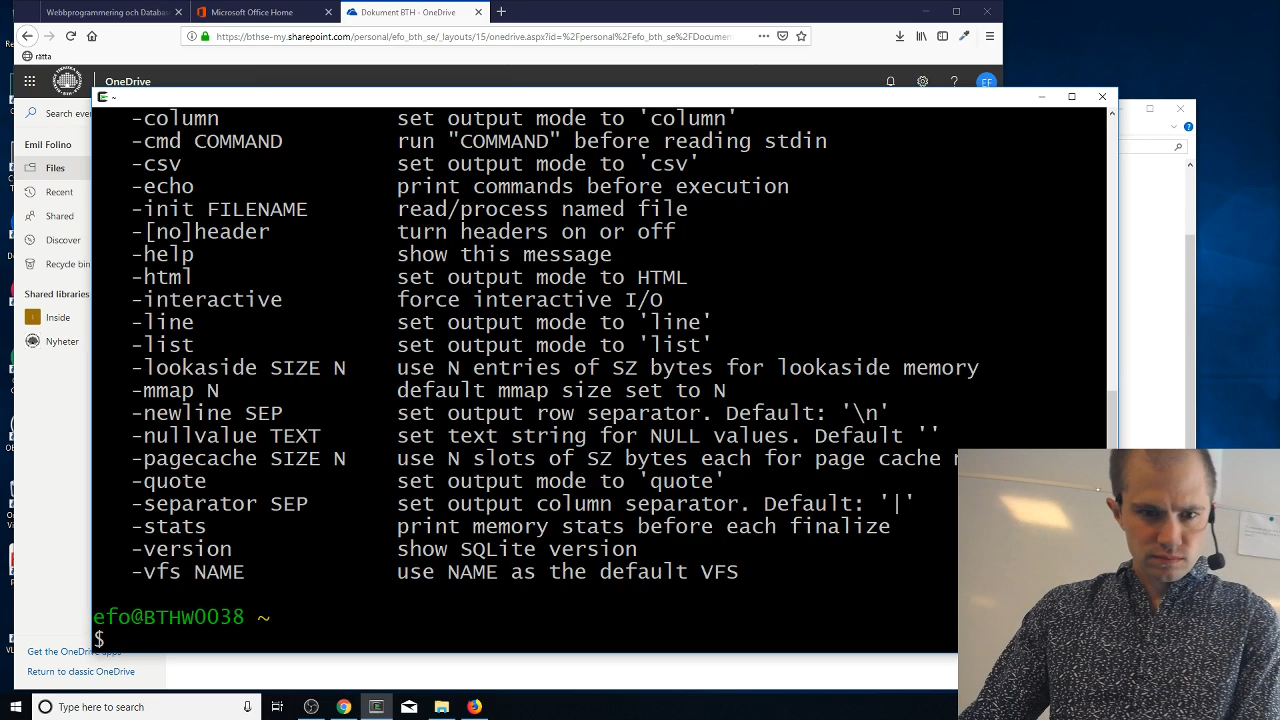 Webbprogrammering och Databas
Microsoft Office Home
Dokument BTH - OneDrive
https://bthse-my.sharepoint.com/personal/efo_bth_se/_layouts/15/onedrive.aspx?id=%2Fpersonal%2Fefo_bth_se%2FDocumen
rätta
OneDrive
EF
Search ever
Emil Folino
Files
Recent
Shared
Discover
Recycle bin
Shared libraries
Inside
Nyheter
Get the OneDrive apps
Return to classic OneDrive
~
-column set output mode to 'column'
-cmd COMMAND run "COMMAND" before reading stdin
-csv set output mode to 'csv'
-echo print commands before execution
-init FILENAME read/process named file
-[no]header turn headers on or off
-help show this message
-html set output mode to HTML
-interactive force interactive I/O
-line set output mode to 'line'
-list set output mode to 'list'
-lookaside SIZE N use N entries of SZ bytes for lookaside memory
-mmap N default mmap size set to N
-newline SEP set output row separator. Default: '\n'
-nullvalue TEXT set text string for NULL values. Default ''
-pagecache SIZE N use N slots of SZ bytes each for page cache
-quote set output mode to 'quote'
-separator SEP set output column separator. Default: '|'
-stats print memory stats before each finalize
-version show SQLite version
-vfs NAME use NAME as the default VFS
efo@BTHW0038 ~
$
Type here to search